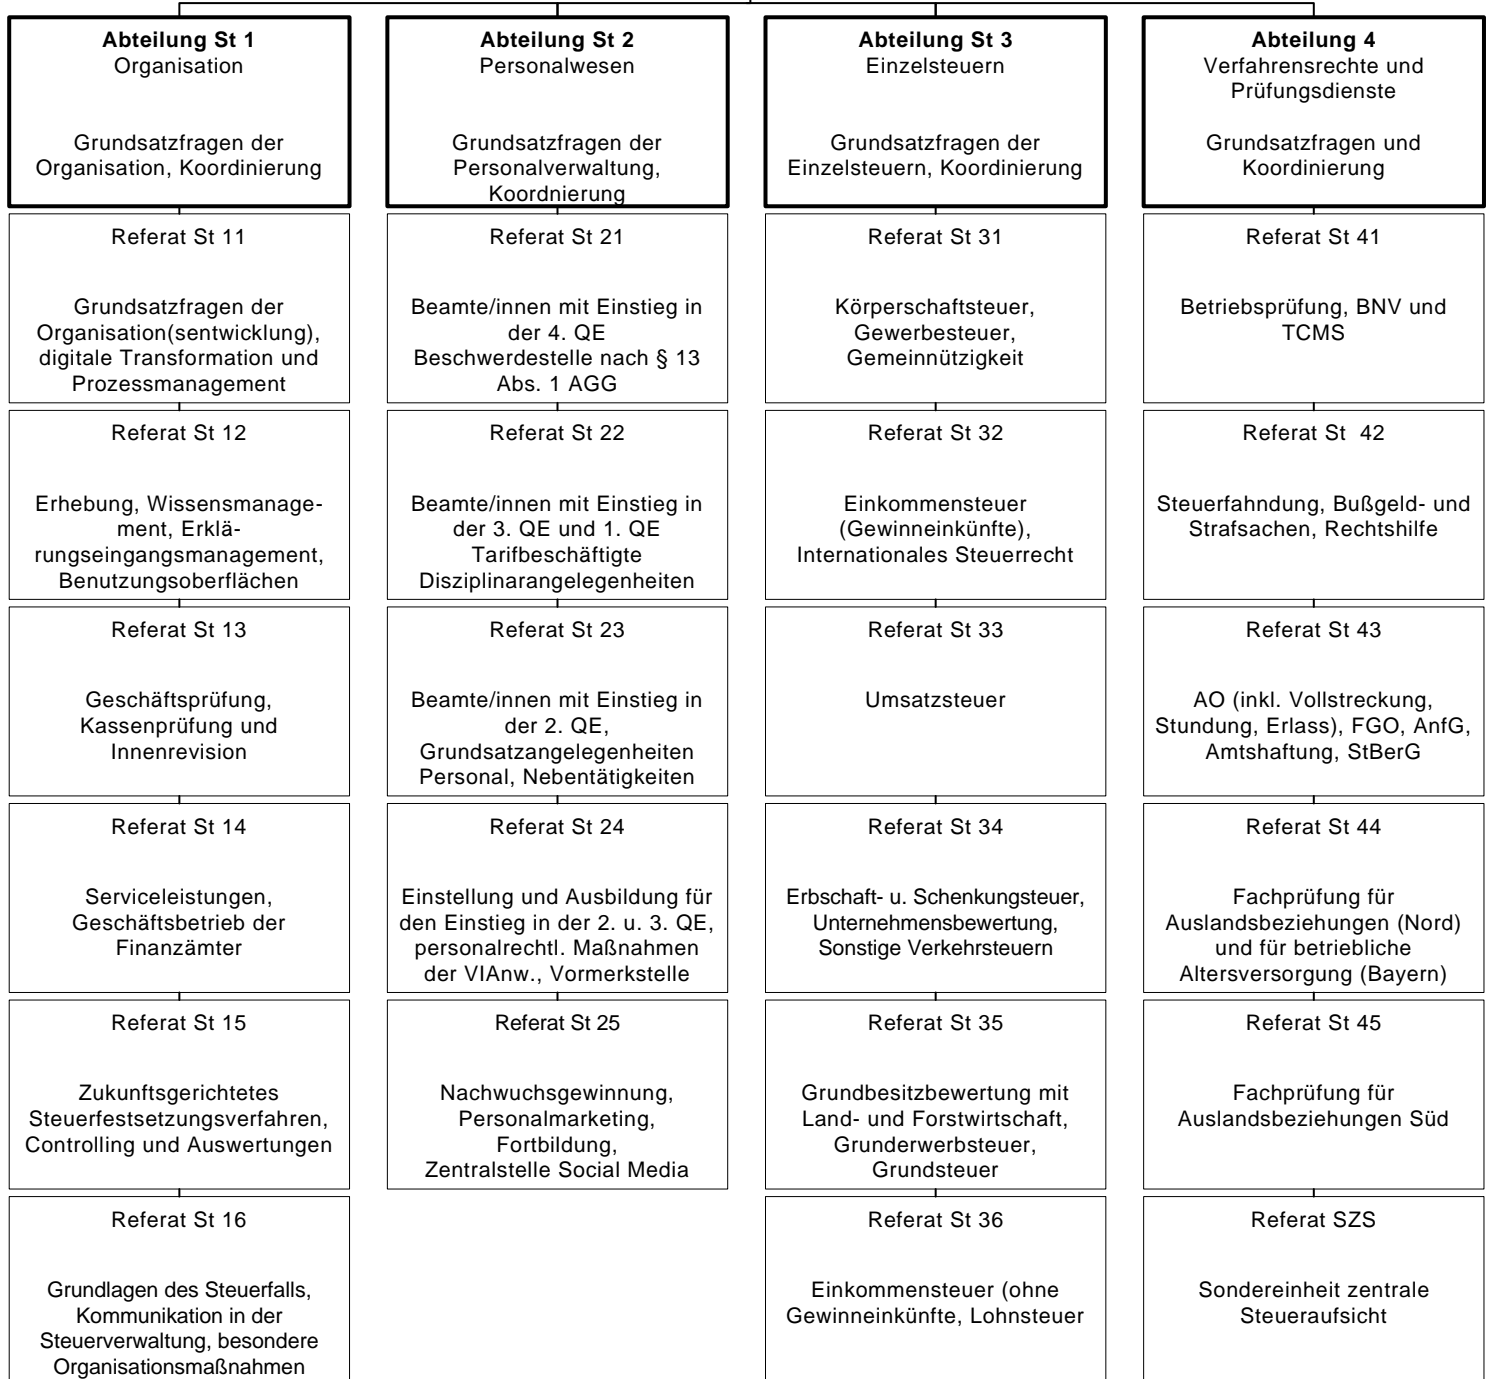 Abteilung St 1
Organisation
Grundsatzfragen der
Organisation, Koordinierung
Referat St 11
Grundsatzfragen der
Organisation(sentwicklung),
digitale Transformation und
Prozessmanagement
Referat St 12
Erhebung, Wissensmanage-
ment, Erklä-
rungseingangsmanagement,
Benutzungsoberflächen
Referat St 13
Geschäftsprüfung,
Kassenprüfung und
Innenrevision
Referat St 14
Serviceleistungen,
Geschäftsbetrieb der
Finanzämter
Referat St 15
Zukunftsgerichtetes
Steuerfestsetzungsverfahren,
Controlling und Auswertungen
Referat St 16
Grundlagen des Steuerfalls,
Kommunikation in der
Steuerverwaltung, besondere
Organisationsmaßnahmen
Abteilung St 2
Personalwesen
Grundsatzfragen der
Personalverwaltung,
Koordnierung
Referat St 21
Beamte/innen mit Einstieg in
der 4. QE
Beschwerdestelle nach § 13
Abs. 1 AGG
Referat St 22
Beamte/innen mit Einstieg in
der 3. QE und 1. QE
Tarifbeschäftigte
Disziplinarangelegenheiten
Referat St 23
Beamte/innen mit Einstieg in
der 2. QE,
Grundsatzangelegenheiten
Personal, Nebentätigkeiten
Referat St 24
Einstellung und Ausbildung für
den Einstieg in der 2. u. 3. QE,
personalrechtl. Maßnahmen
der VIAnw., Vormerkstelle
Referat St 25
Nachwuchsgewinnung,
Personalmarketing,
Fortbildung,
Zentralstelle Social Media
Abteilung St 3
Einzelsteuern
Grundsatzfragen der
Einzelsteuern, Koordinierung
Referat St 31
Körperschaftsteuer,
Gewerbesteuer,
Gemeinnützigkeit
Referat St 32
Einkommensteuer
(Gewinneinkünfte),
Internationales Steuerrecht
Referat St 33
Umsatzsteuer
Referat St 34
Erbschaft- u. Schenkungsteuer,
Unternehmensbewertung,
Sonstige Verkehrsteuern
Referat St 35
Grundbesitzbewertung mit
Land- und Forstwirtschaft,
Grunderwerbsteuer,
Grundsteuer
Referat St 36
Einkommensteuer (ohne
Gewinneinkünfte, Lohnsteuer
Abteilung 4
Verfahrensrechte und
Prüfungsdienste
Grundsatzfragen und
Koordinierung
Referat St 41
Betriebsprüfung, BNV und
TCMS
Referat St  42
Steuerfahndung, Bußgeld- und
Strafsachen, Rechtshilfe
Referat St 43
AO (inkl. Vollstreckung,
Stundung, Erlass), FGO, AnfG,
Amtshaftung, StBerG
Referat St 44
Fachprüfung für
Auslandsbeziehungen (Nord)
und für betriebliche
Altersversorgung (Bayern)
Referat St 45
Fachprüfung für
Auslandsbeziehungen Süd
Referat SZS
Sondereinheit zentrale
Steueraufsicht